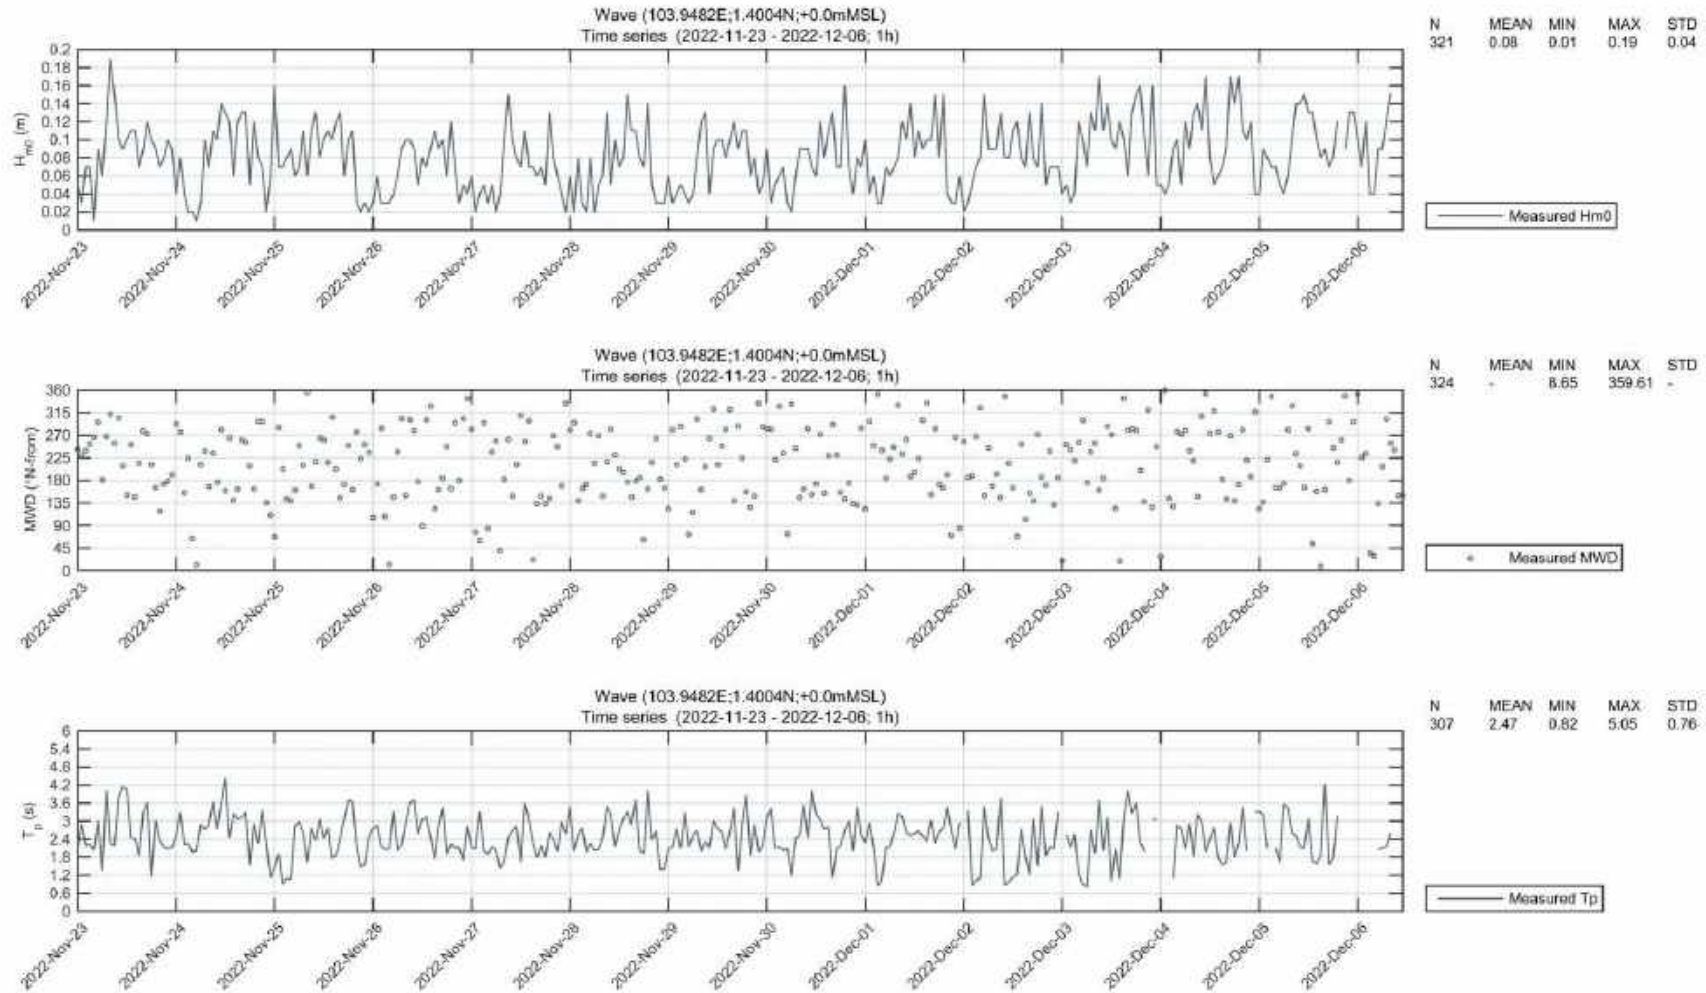 Wave (103.9482E;1.4004N;+0.0mMSL)
Time series (2022-11-23 - 2022-12-06; 1h)
N MEAN MIN MAX STD
321 0.08 0.01 0.19 0.04
0.2
0.18
0.16
0.14
0.12
0.1
0.08
0.06
0.04
0.02
0
Hm0 (m)
Measured Hm0
2022-Nov-23
2022-Nov-24
2022-Nov-25
2022-Nov-26
2022-Nov-27
2022-Nov-28
2022-Nov-29
2022-Nov-30
2022-Dec-01
2022-Dec-02
2022-Dec-03
2022-Dec-04
2022-Dec-05
2022-Dec-06
Wave (103.9482E;1.4004N;+0.0mMSL)
Time series (2022-11-23 - 2022-12-06; 1h)
N MEAN MIN MAX STD
324 - 8.65 359.61 -
360
315
270
225
180
135
90
45
0
MWD (°N-from)
Measured MWD
2022-Nov-23
2022-Nov-24
2022-Nov-25
2022-Nov-26
2022-Nov-27
2022-Nov-28
2022-Nov-29
2022-Nov-30
2022-Dec-01
2022-Dec-02
2022-Dec-03
2022-Dec-04
2022-Dec-05
2022-Dec-06
Wave (103.9482E;1.4004N;+0.0mMSL)
Time series (2022-11-23 - 2022-12-06; 1h)
N MEAN MIN MAX STD
307 2.47 0.82 5.05 0.76
6
5.4
4.8
4.2
3.6
3
2.4
1.8
1.2
0.6
0
Tp (s)
Measured Tp
2022-Nov-23
2022-Nov-24
2022-Nov-25
2022-Nov-26
2022-Nov-27
2022-Nov-28
2022-Nov-29
2022-Nov-30
2022-Dec-01
2022-Dec-02
2022-Dec-03
2022-Dec-04
2022-Dec-05
2022-Dec-06